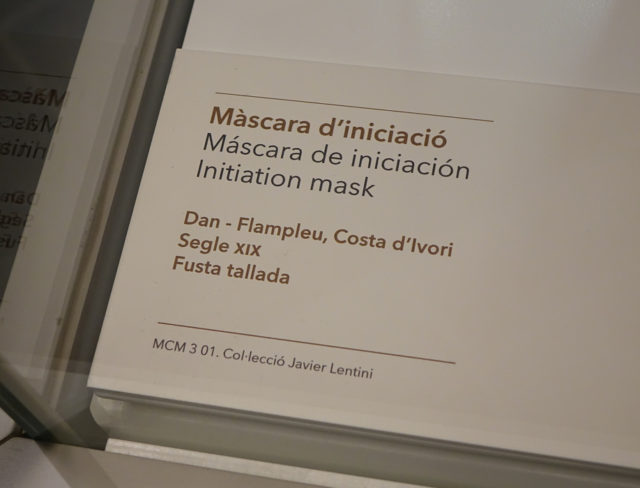 Màscara d'iniciació
Máscara de iniciación
Initiation mask
Dan - Flampleu, Costa d'Ivori
Segle XIX
Fusta tallada
MCM 3 01. Col·lecció Javier Lentini